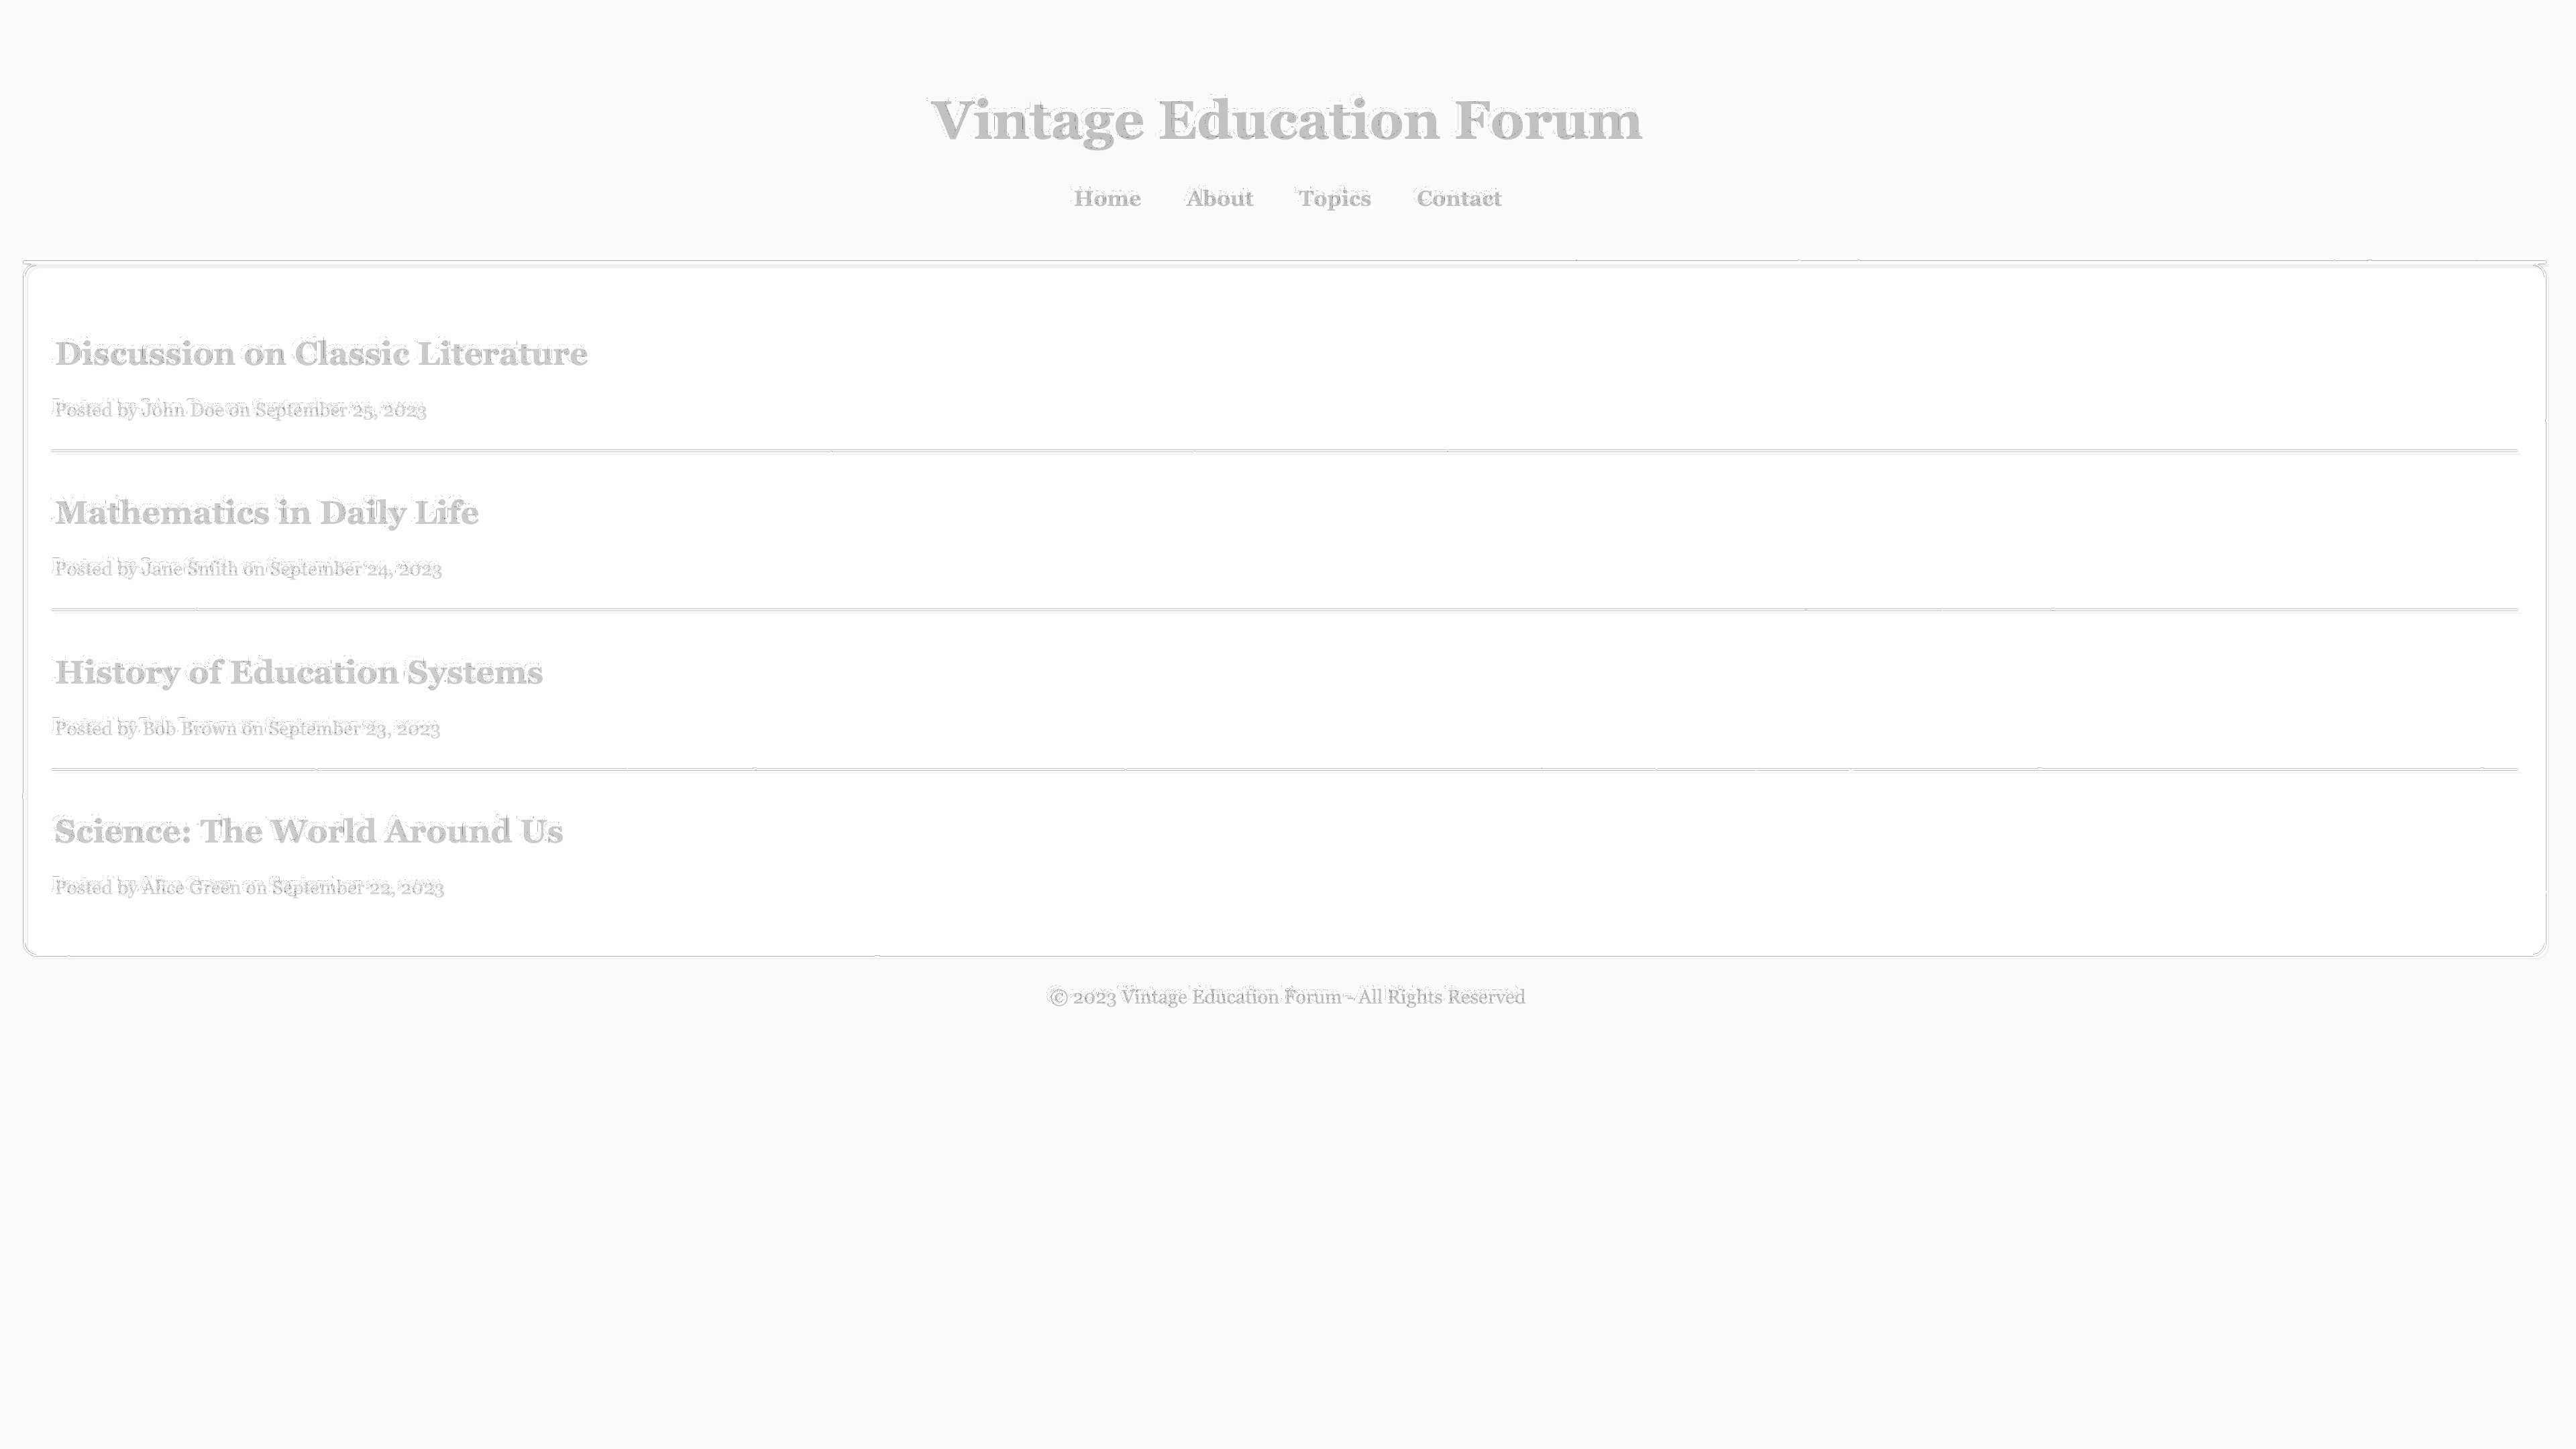 Vintage Education Forum
Home About Topics Contact
Discussion on Classic Literature
Posted by John Doe on September 25, 2023
Mathematics in Daily Life
Posted by Jane Smith on September 24, 2023
History of Education Systems
Posted by Bob Brown on September 23, 2023
Science: The World Around Us
Posted by Alice Green on September 22, 2023
© 2023 Vintage Education Forum - All Rights Reserved